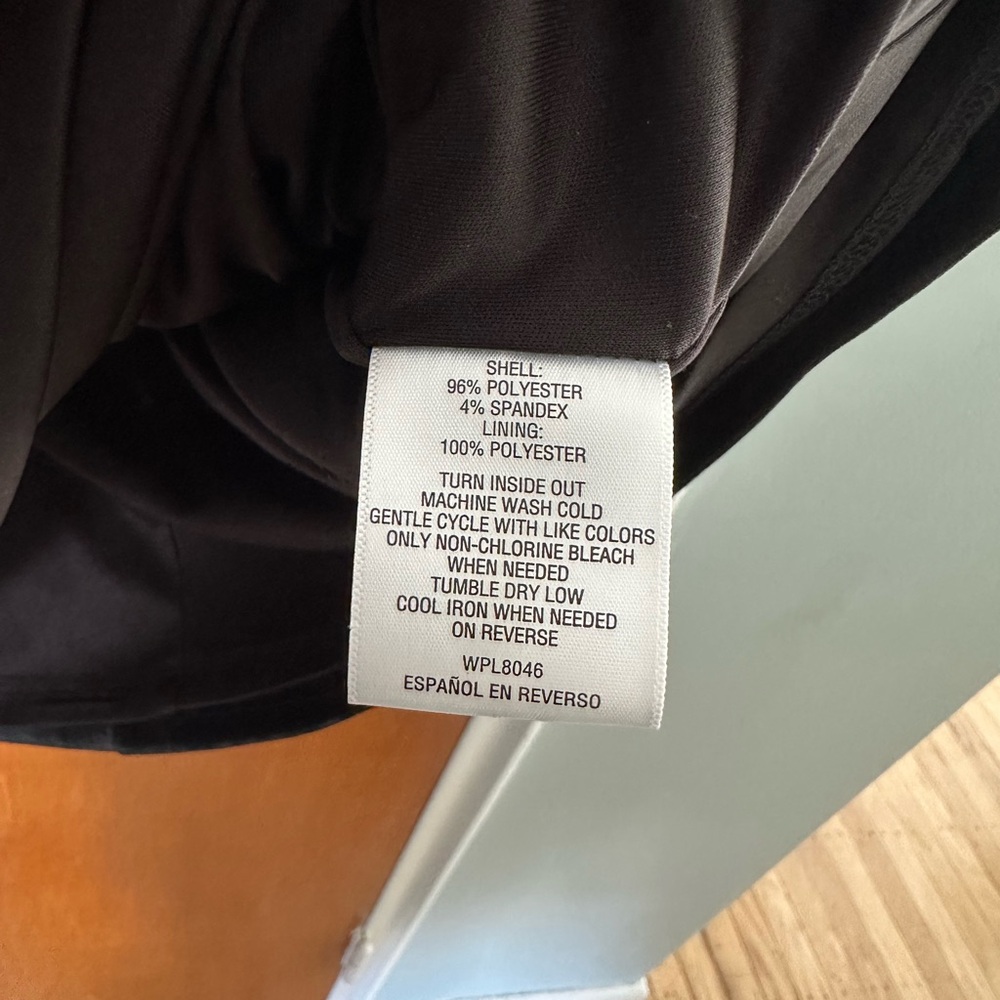 SHELL:
96% POLYESTER
4% SPANDEX
LINING:
100% POLYESTER
TURN INSIDE OUT
MACHINE WASH COLD
GENTLE CYCLE WITH LIKE COLORS
ONLY NON-CHLORINE BLEACH
WHEN NEEDED
TUMBLE DRY LOW
COOL IRON WHEN NEEDED
ON REVERSE
WPL8046
ESPAÑOL EN REVERSO